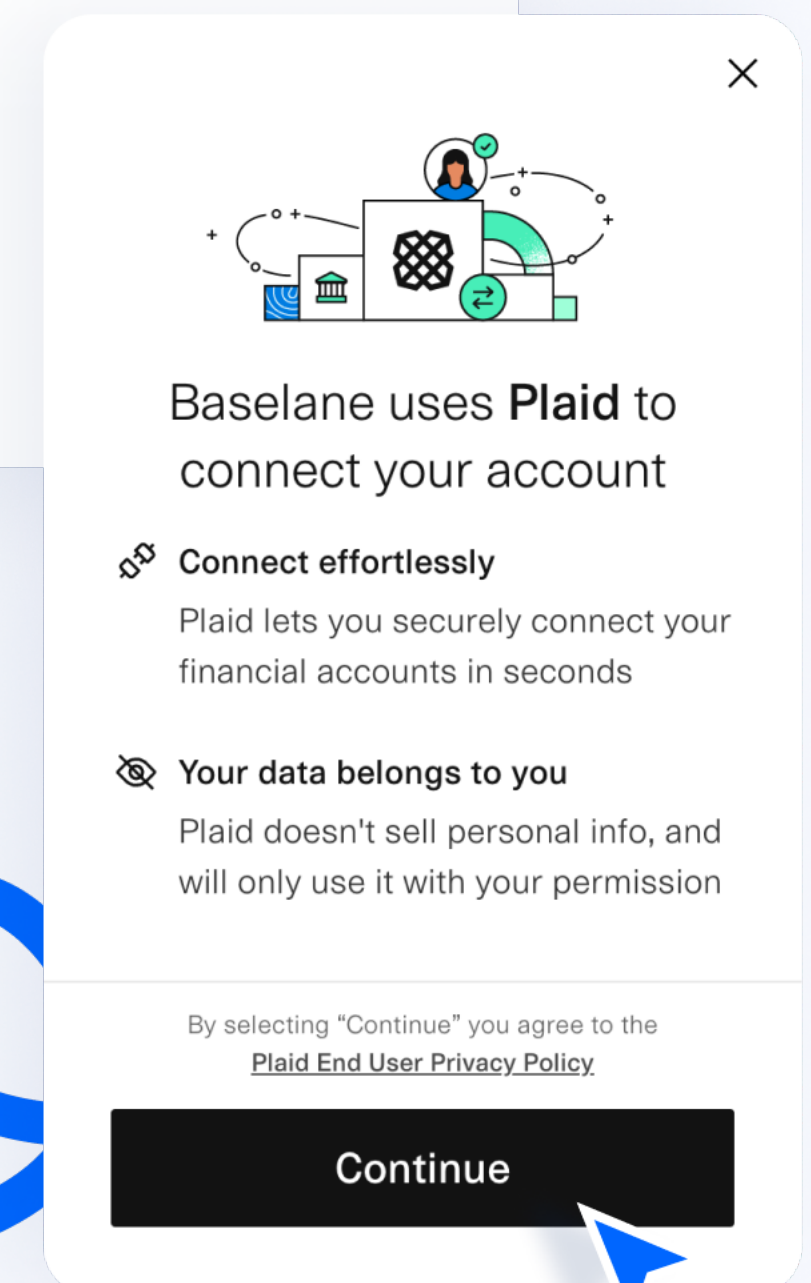 Baselane uses Plaid to
connect your account
Connect effortlessly
Plaid lets you securely connect your
financial accounts in seconds
Your data belongs to you
Plaid doesn't sell personal info, and
will only use it with your permission
By selecting “Continue” you agree to the
Plaid End User Privacy Policy
Continue